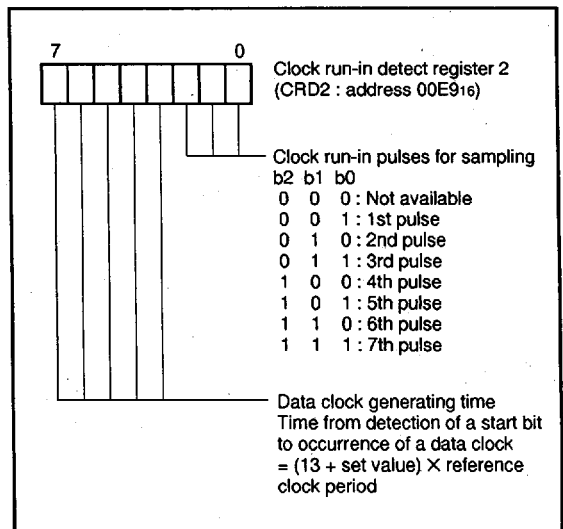 7 0
Clock run-in detect register 2
(CRD2 : address 00E916)
Clock run-in pulses for sampling
b2 b1 b0
0 0 0 : Not available
0 0 1 : 1st pulse
0 1 0 : 2nd pulse
0 1 1 : 3rd pulse
1 0 0 : 4th pulse
1 0 1 : 5th pulse
1 1 0 : 6th pulse
1 1 1 : 7th pulse
Data clock generating time
Time from detection of a start bit
to occurrence of a data clock
= (13 + set value) × reference
clock period